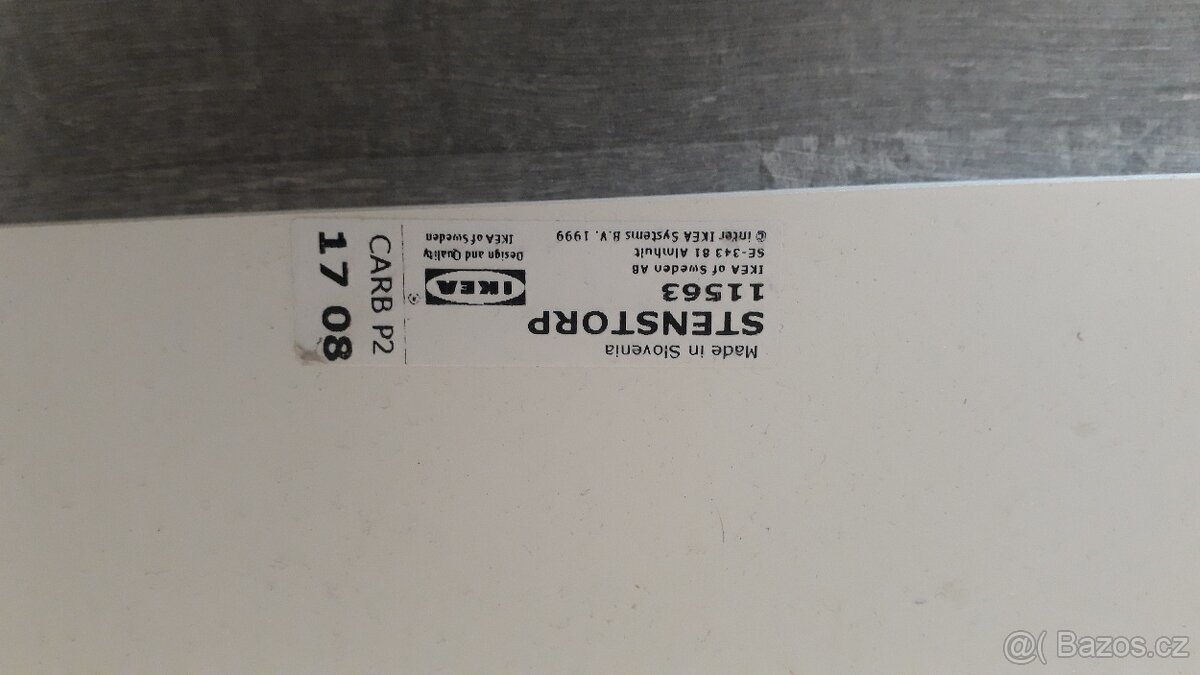 Made in Slovenia
STENSTORP
11563
IKEA of Sweden AB
SE-343 81 Almhult
© Inter IKEA Systems B.V. 1999
IKEA
®
Design and Quality
IKEA of Sweden
CARB P2
17 08
@( Bazos.cz